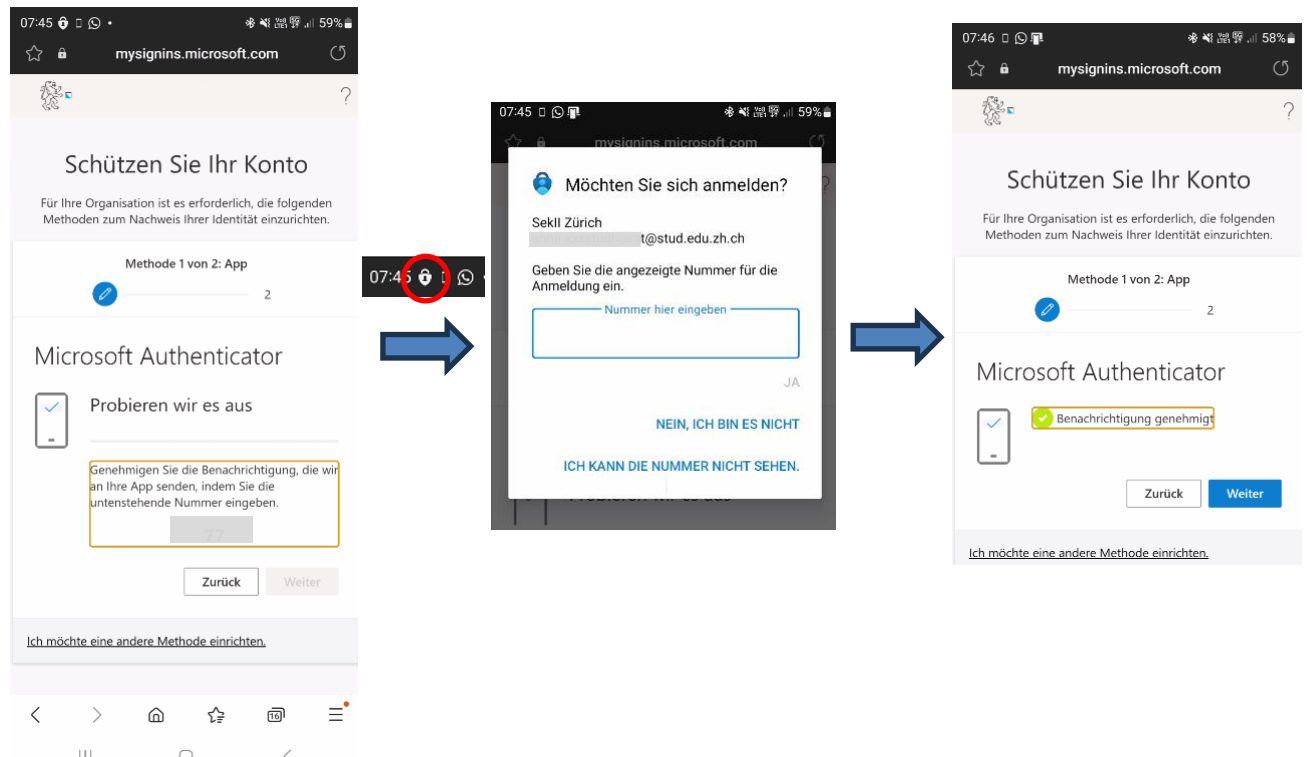 07:45
59%
mysignins.microsoft.com
?
Schützen Sie Ihr Konto
Für Ihre Organisation ist es erforderlich, die folgenden
Methoden zum Nachweis Ihrer Identität einzurichten.
Methode 1 von 2: App
2
Microsoft Authenticator
Probieren wir es aus
Genehmigen Sie die Benachrichtigung, die wir
an Ihre App senden, indem Sie die
untenstehende Nummer eingeben.
77
Zurück
Weiter
Ich möchte eine andere Methode einrichten.
16
07:45
07:45
59%
mysignins.microsoft.com
?
Möchten Sie sich anmelden?
SekII Zürich
t@stud.edu.zh.ch
Geben Sie die angezeigte Nummer für die
Anmeldung ein.
Nummer hier eingeben
JA
NEIN, ICH BIN ES NICHT
ICH KANN DIE NUMMER NICHT SEHEN.
Probieren wir es aus
07:46
58%
mysignins.microsoft.com
?
Schützen Sie Ihr Konto
Für Ihre Organisation ist es erforderlich, die folgenden
Methoden zum Nachweis Ihrer Identität einzurichten.
Methode 1 von 2: App
2
Microsoft Authenticator
Benachrichtigung genehmigt
Zurück
Weiter
Ich möchte eine andere Methode einrichten.